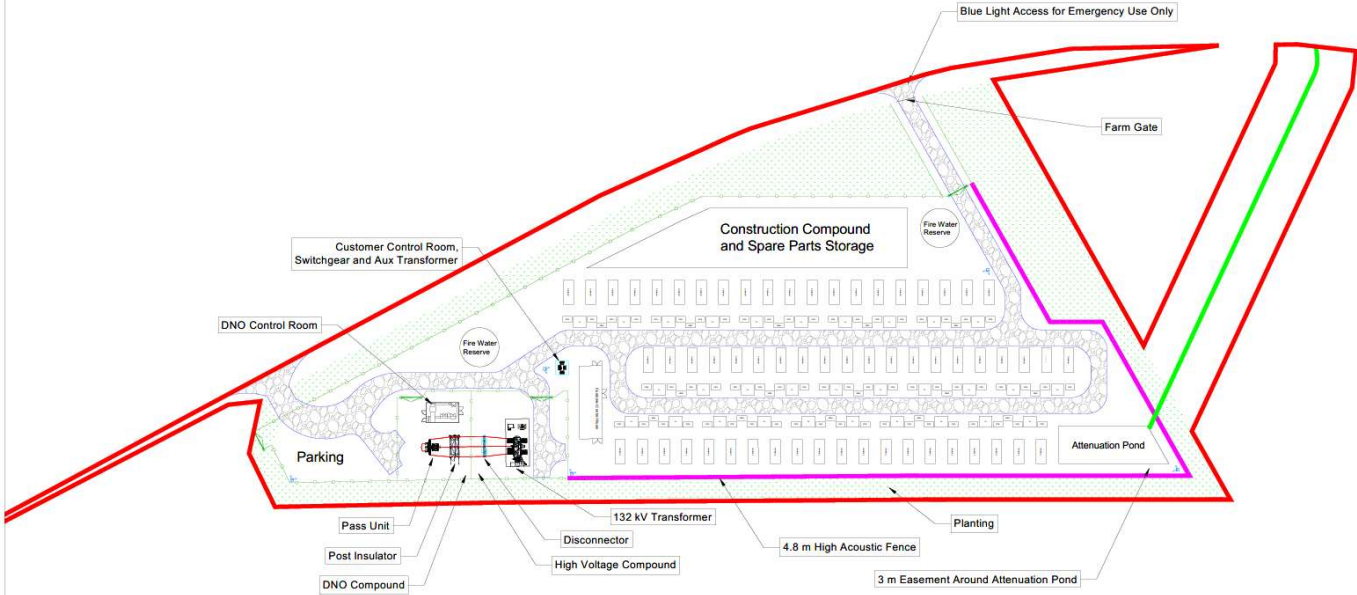 Blue Light Access for Emergency Use Only
Farm Gate
Construction Compound
and Spare Parts Storage
Fire Water
Reserve
Customer Control Room,
Switchgear and Aux Transformer
DNO Control Room
Fire Water
Reserve
Parking
Attenuation Pond
Pass Unit
Post Insulator
DNO Compound
132 kV Transformer
Disconnector
High Voltage Compound
4.8 m High Acoustic Fence
Planting
3 m Easement Around Attenuation Pond